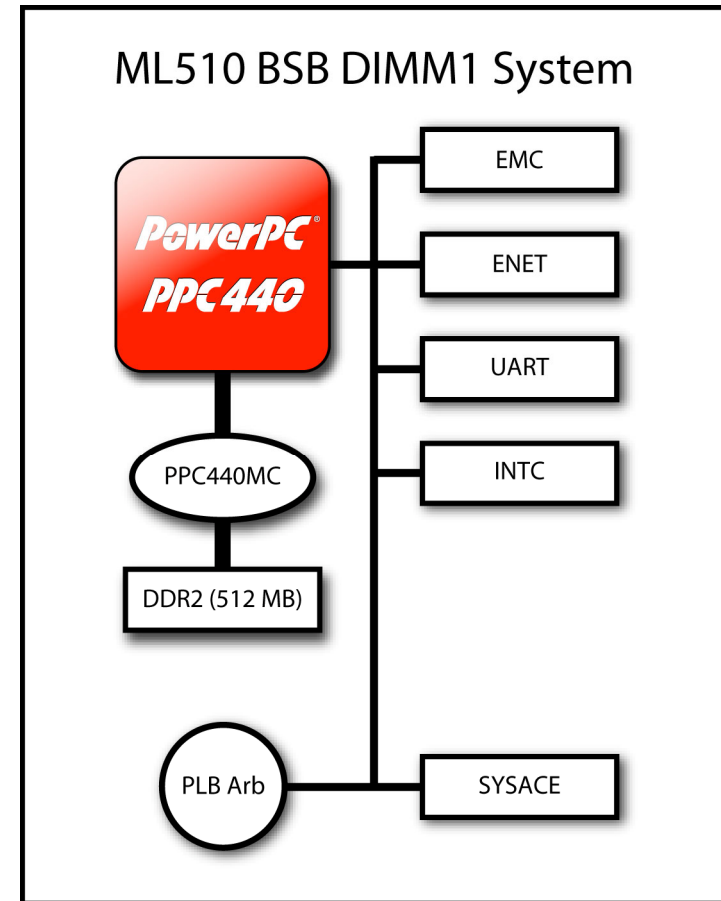 ML510 BSB DIMM1 System
PowerPC®
PPC440
EMC
ENET
UART
INTC
PPC440MC
DDR2 (512 MB)
PLB Arb
SYSACE